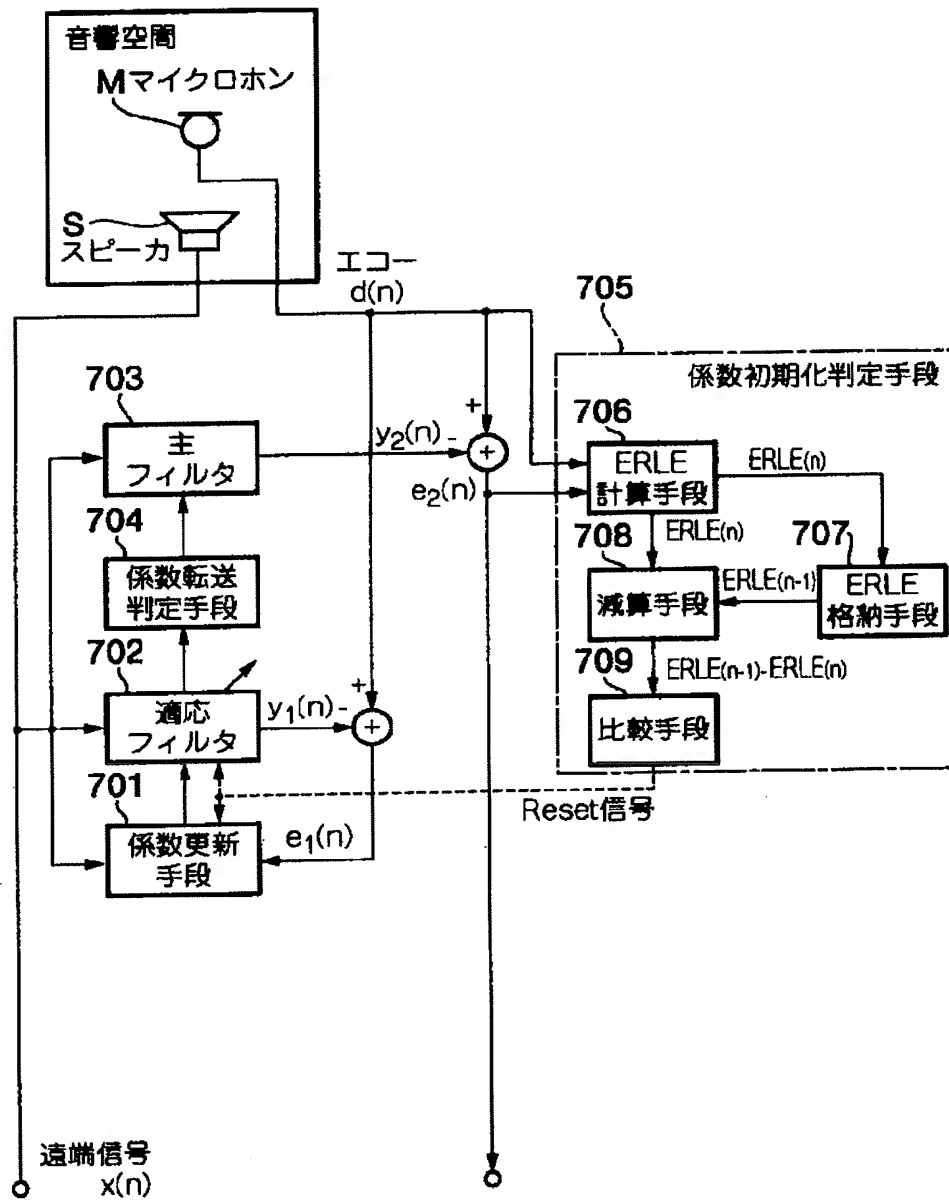 音響空間
Mマイクロホン
S
スピーカ
エコー
d(n)
705
係数初期化判定手段
703
主
フィルタ
y2(n) -
+
+
e2(n)
706
ERLE
計算手段
ERLE(n)
ERLE(n)
704
係数転送
判定手段
708
減算手段
ERLE(n-1)
707
ERLE
格納手段
702
適応
フィルタ
y1(n) -
+
+
709
比較手段
ERLE(n-1)-ERLE(n)
701
係数更新
手段
e1(n)
Reset信号
遠端信号
x(n)